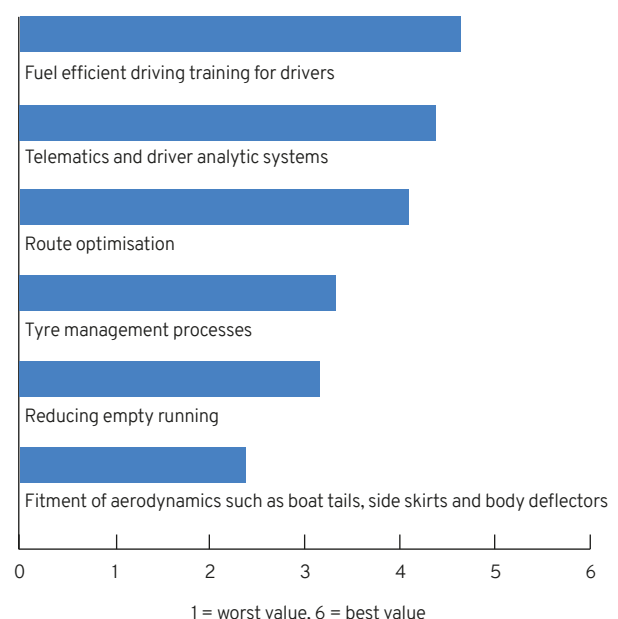 Fuel efficient driving training for drivers
Telematics and driver analytic systems
Route optimisation
Tyre management processes
Reducing empty running
Fitment of aerodynamics such as boat tails, side skirts and body deflectors
0 1 2 3 4 5 6
1 = worst value, 6 = best value